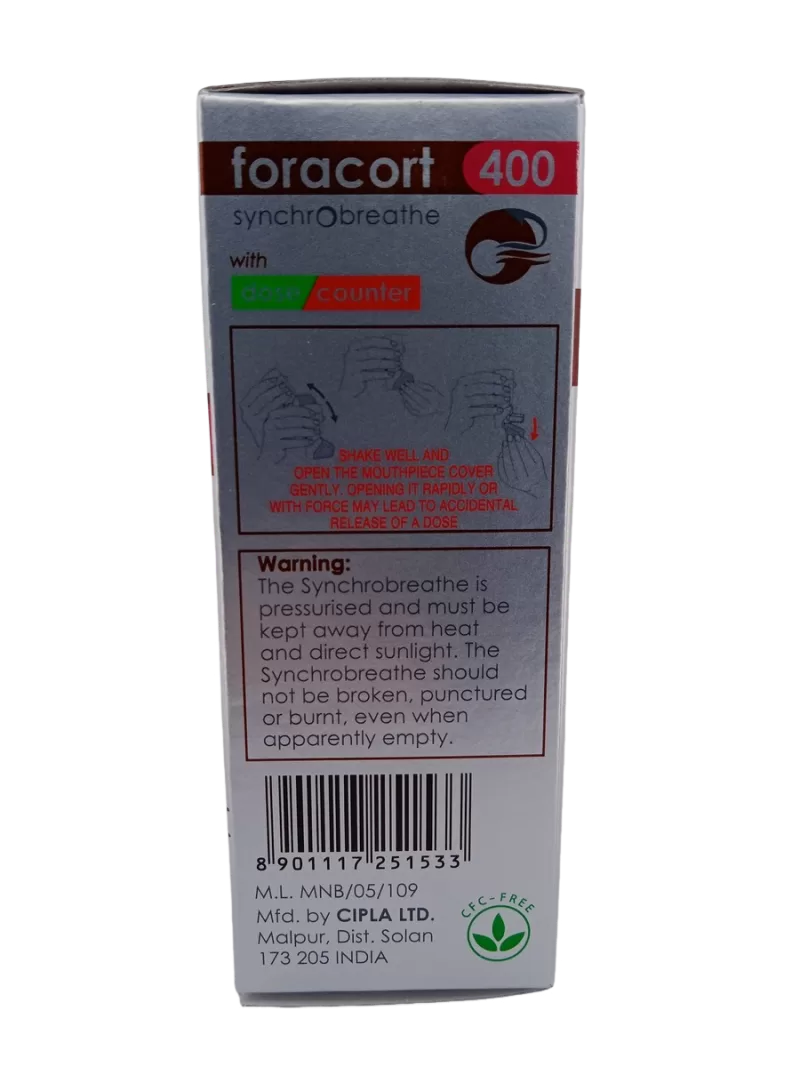 foracort 400
synchrobreathe
with
dose/counter
SHAKE WELL AND
OPEN THE MOUTHPIECE COVER
GENTLY. OPENING IT RAPIDLY OR
WITH FORCE MAY LEAD TO ACCIDENTAL
RELEASE OF A DOSE
Warning:
The Synchrobreathe is
pressurised and must be
kept away from heat
and direct sunlight. The
Synchrobreathe should
not be broken, punctured
or burnt, even when
apparently empty.
8 901117 251533
M.L. MNB/05/109
Mfd. by CIPLA LTD.
Malpur, Dist. Solan
173 205 INDIA
CFC-FREE